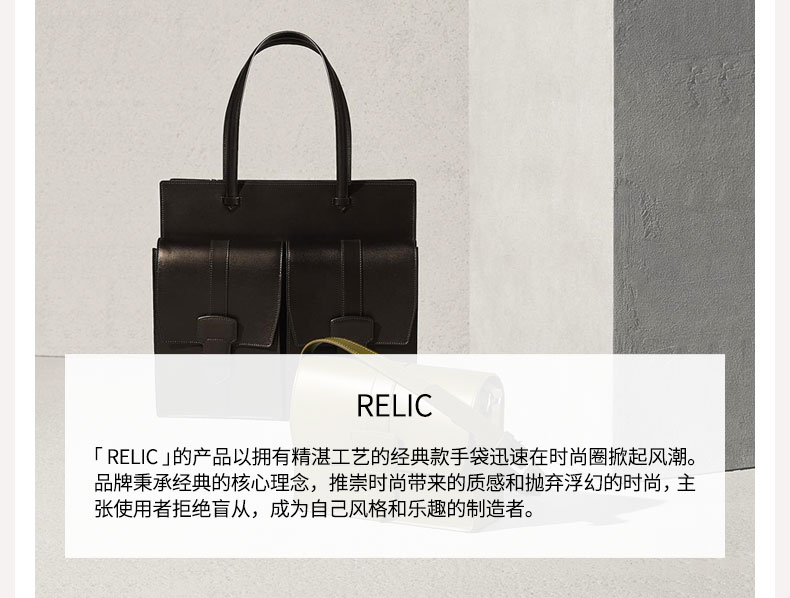 RELIC
「RELIC」的产品以拥有精湛工艺的经典款手袋迅速在时尚圈掀起风潮。
品牌秉承经典的核心理念，推崇时尚带来的质感和抛弃浮幻的时尚，主
张使用者拒绝盲从，成为自己风格和乐趣的制造者。